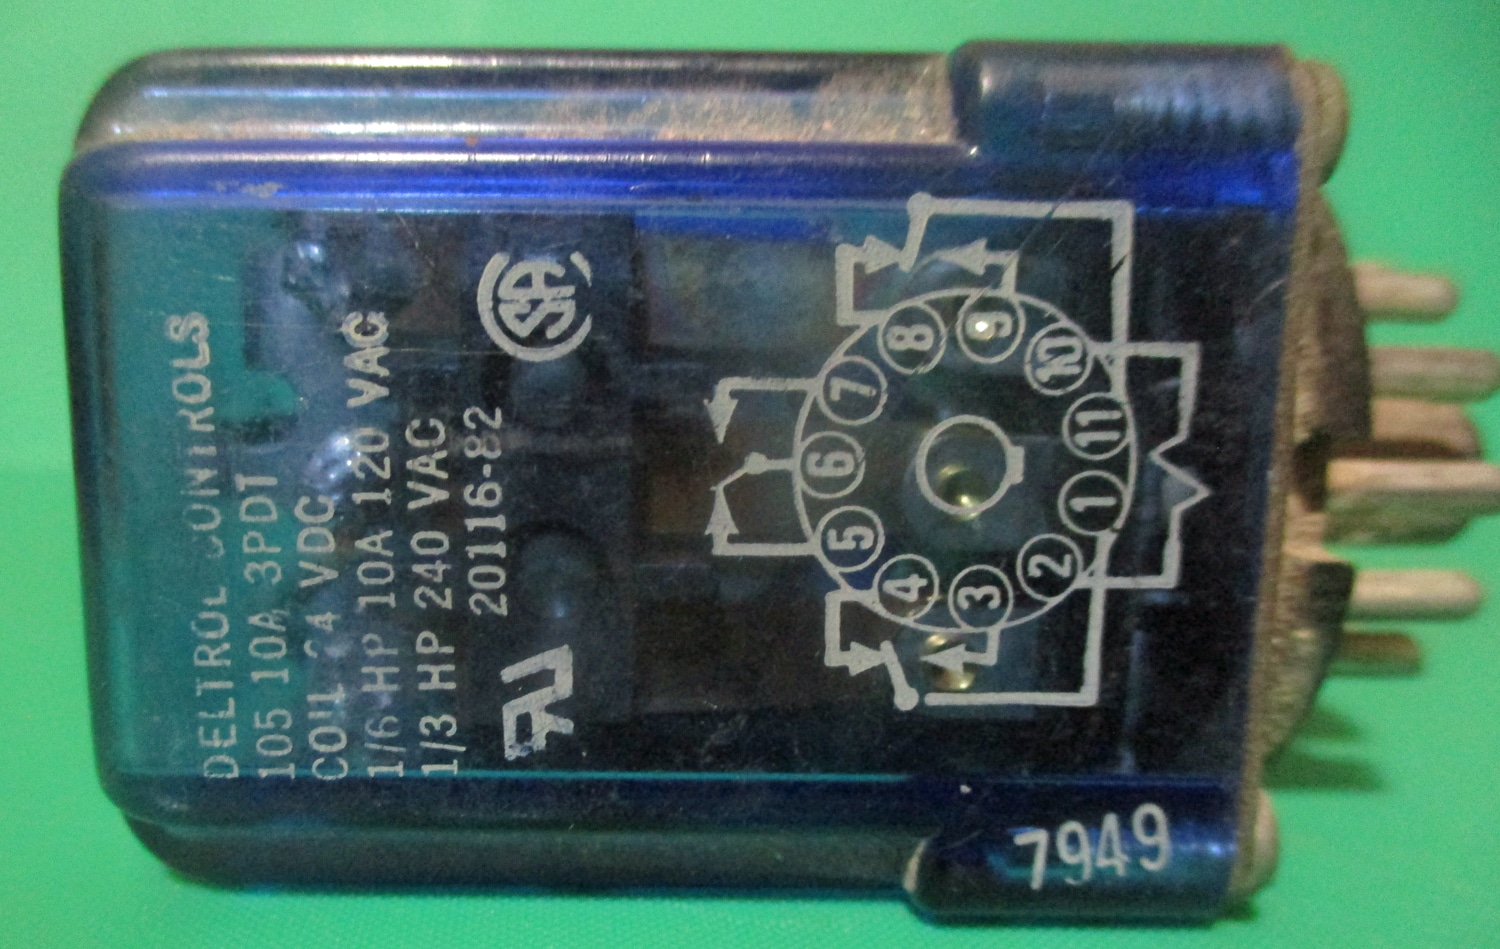 DELTROL CONTROLS
105 10A 3PDT
COIL 24 VDC
1/6 HP 10A 120 VAC
1/3 HP 240 VAC
20116-82
SA
7949
8
9
10
7
11
6
1
5
2
4
3